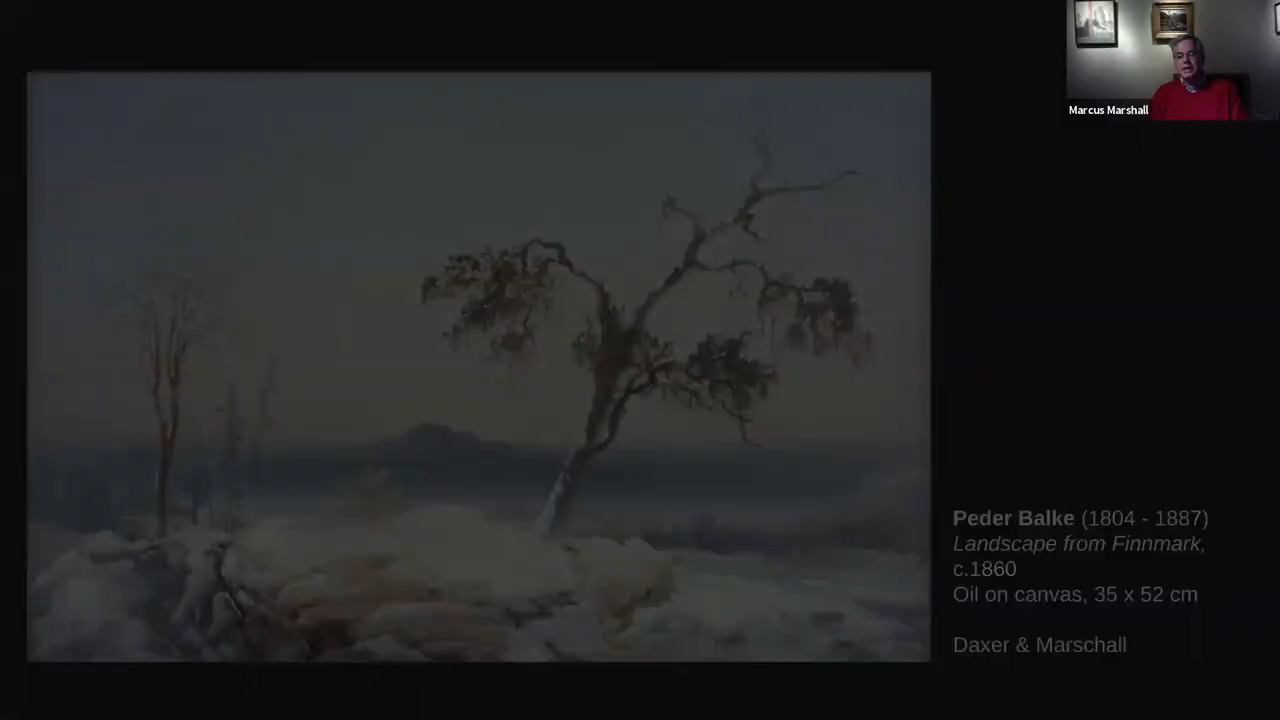 Marcus Marshall
Peder Balke (1804 - 1887)
Landscape from Finnmark,
c.1860
Oil on canvas, 35 x 52 cm
Daxer & Marschall